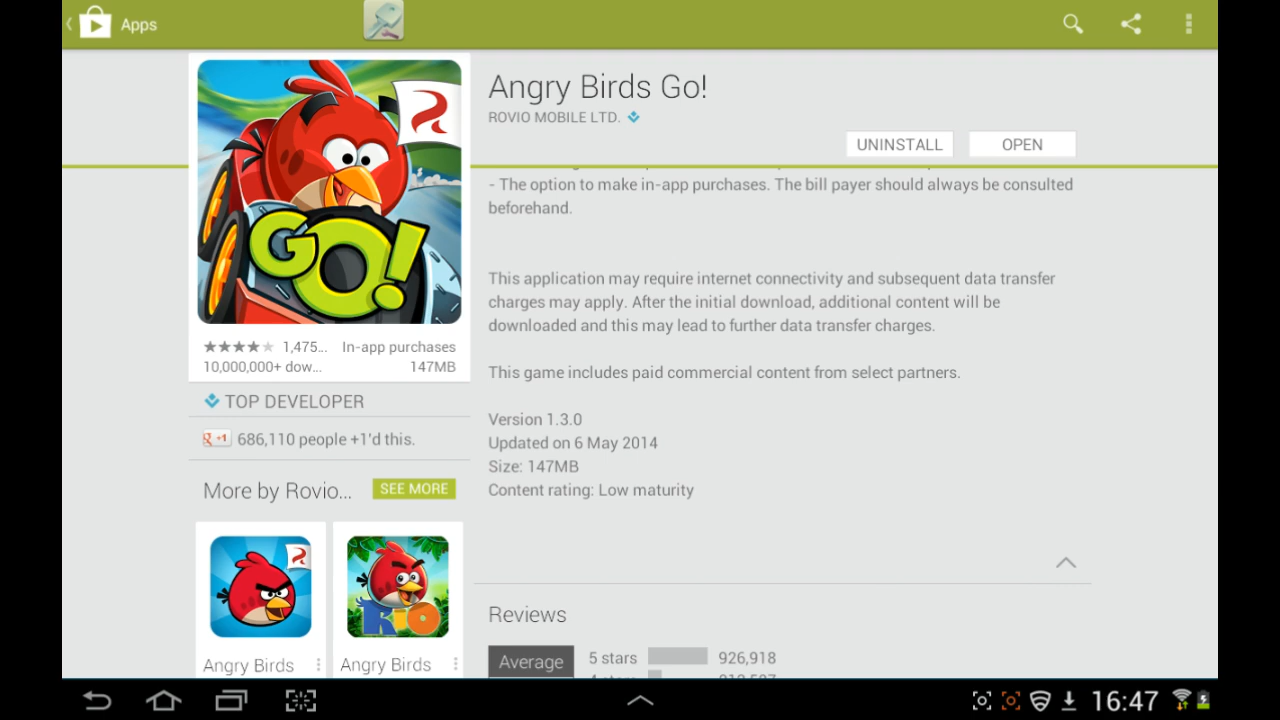 Apps
Angry Birds Go!
ROVIO MOBILE LTD.
UNINSTALL
OPEN
- The option to make in-app purchases. The bill payer should always be consulted
beforehand.
This application may require internet connectivity and subsequent data transfer
charges may apply. After the initial download, additional content will be
downloaded and this may lead to further data transfer charges.
This game includes paid commercial content from select partners.
Version 1.3.0
Updated on 6 May 2014
Size: 147MB
Content rating: Low maturity
GO!
1,475... In-app purchases
10,000,000+ dow... 147MB
TOP DEVELOPER
+1 686,110 people +1'd this.
More by Rovio... SEE MORE
RIO
Angry Birds
Angry Birds
Reviews
Average
5 stars 926,918
16:47